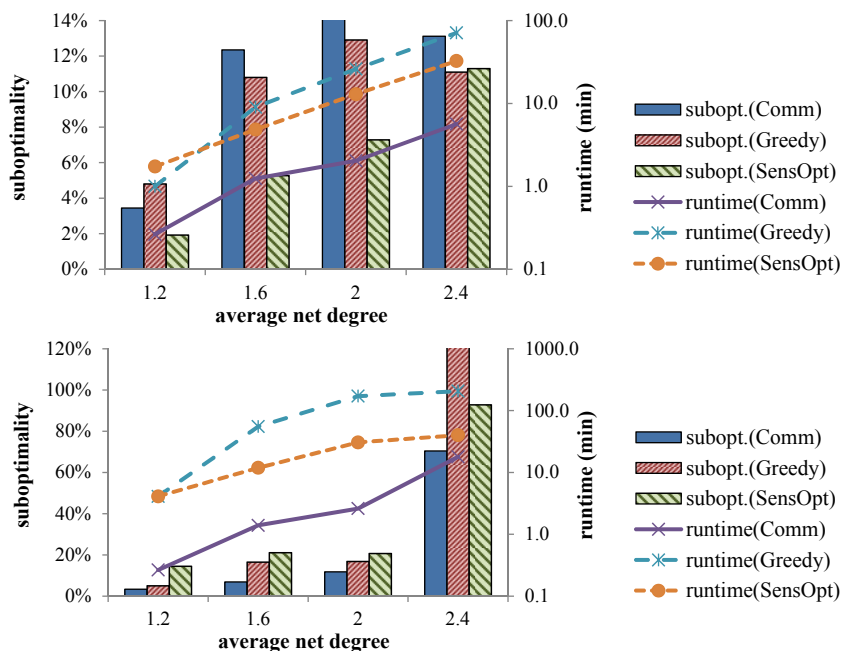 14%
12%
10%
8%
6%
4%
2%
0%
suboptimality
100.0
10.0
1.0
0.1
runtime (min)
1.2 1.6 2 2.4
average net degree
subopt.(Comm)
subopt.(Greedy)
subopt.(SensOpt)
runtime(Comm)
runtime(Greedy)
runtime(SensOpt)
120%
100%
80%
60%
40%
20%
0%
suboptimality
1000.0
100.0
10.0
1.0
0.1
runtime (min)
1.2 1.6 2 2.4
average net degree
subopt.(Comm)
subopt.(Greedy)
subopt.(SensOpt)
runtime(Comm)
runtime(Greedy)
runtime(SensOpt)